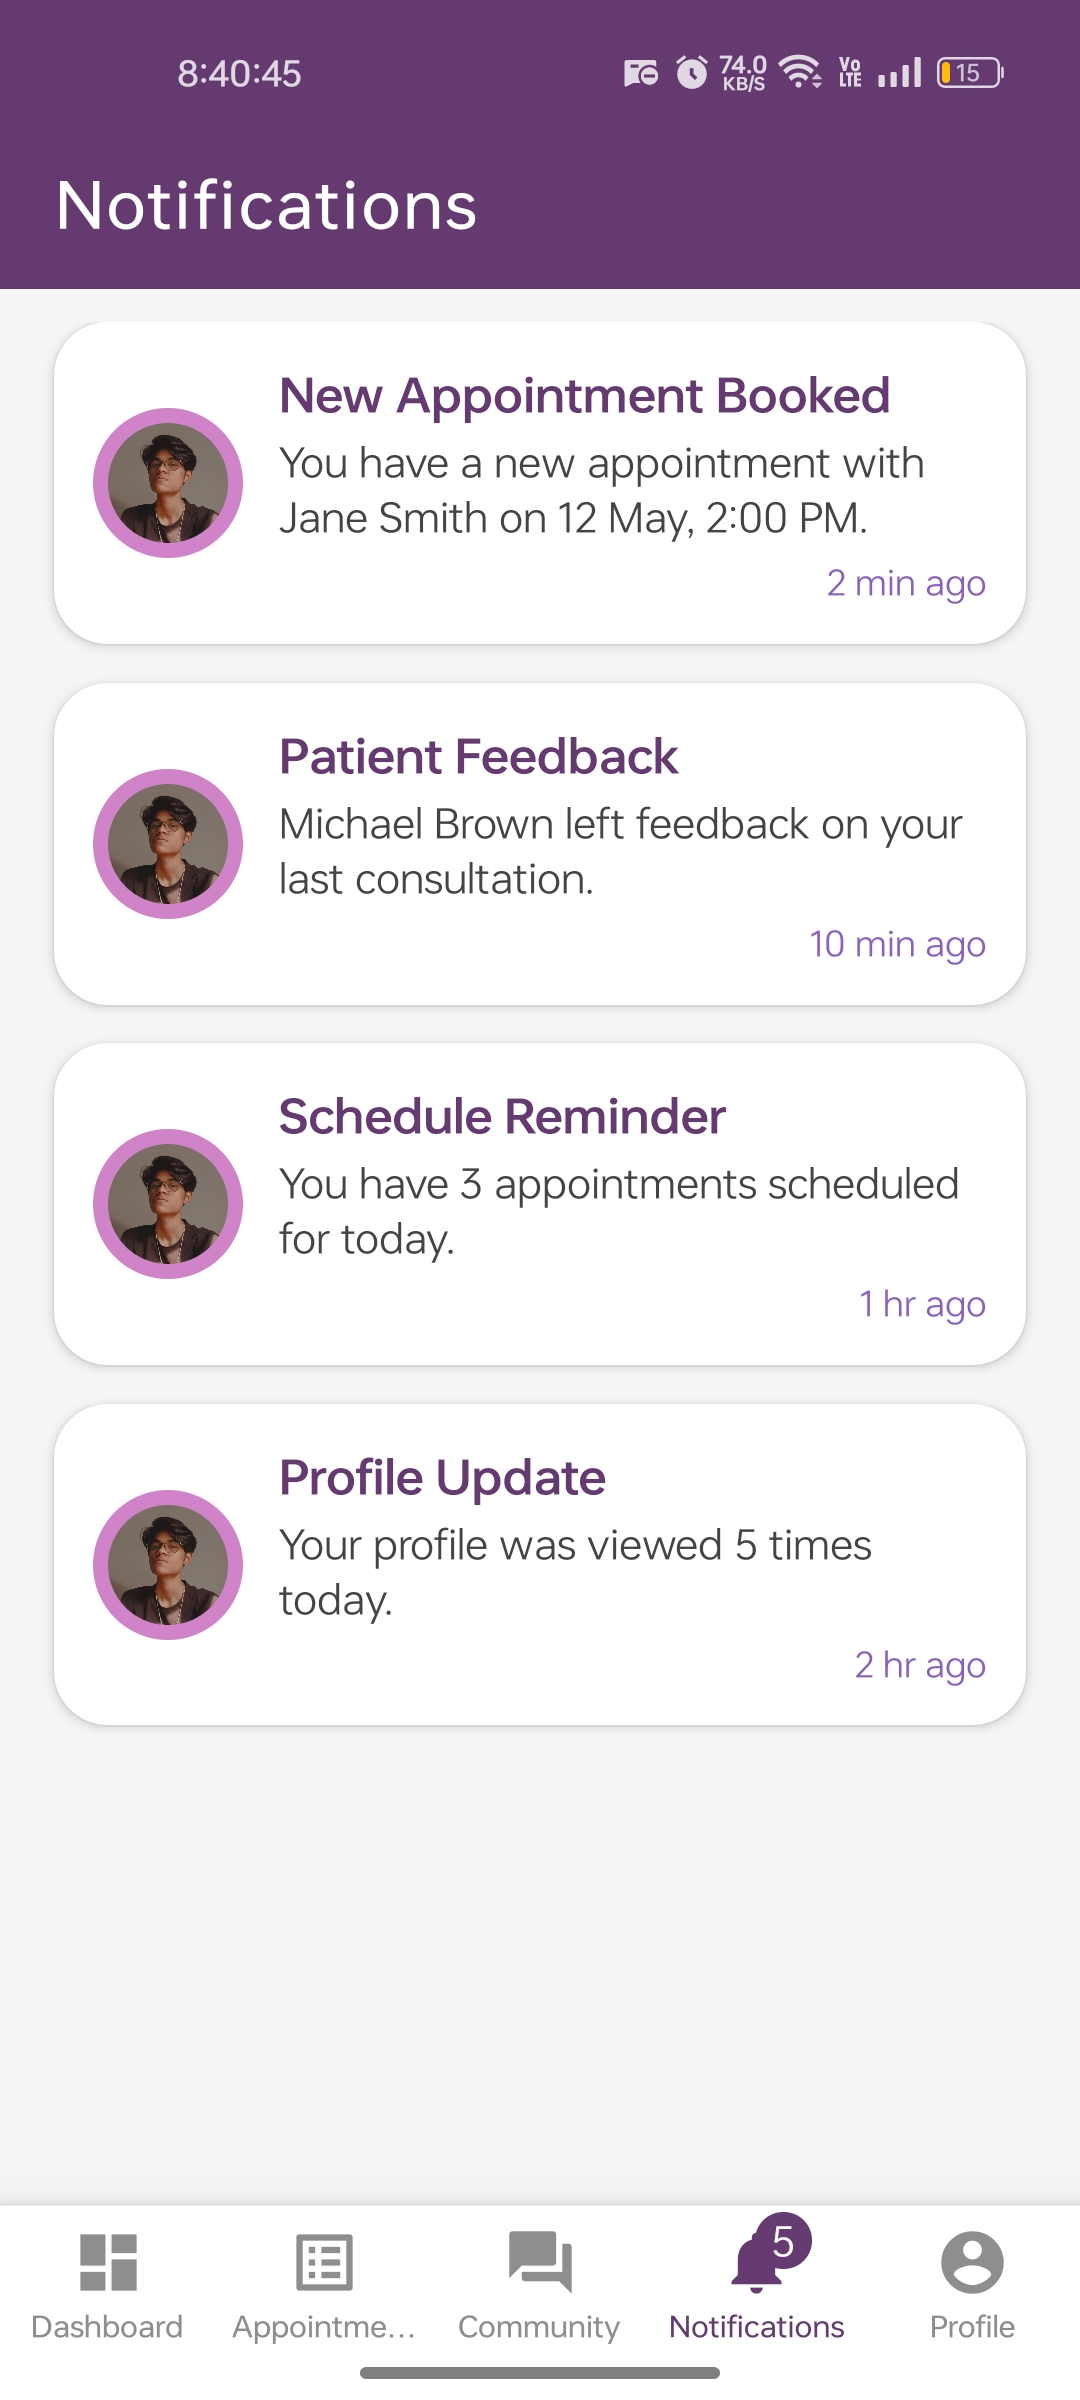 8:40:45
74.0
KB/S
Vo
LTE
15
Notifications
New Appointment Booked
You have a new appointment with
Jane Smith on 12 May, 2:00 PM.
2 min ago
Patient Feedback
Michael Brown left feedback on your
last consultation.
10 min ago
Schedule Reminder
You have 3 appointments scheduled
for today.
1 hr ago
Profile Update
Your profile was viewed 5 times
today.
2 hr ago
5
Dashboard
Appointme...
Community
Notifications
Profile